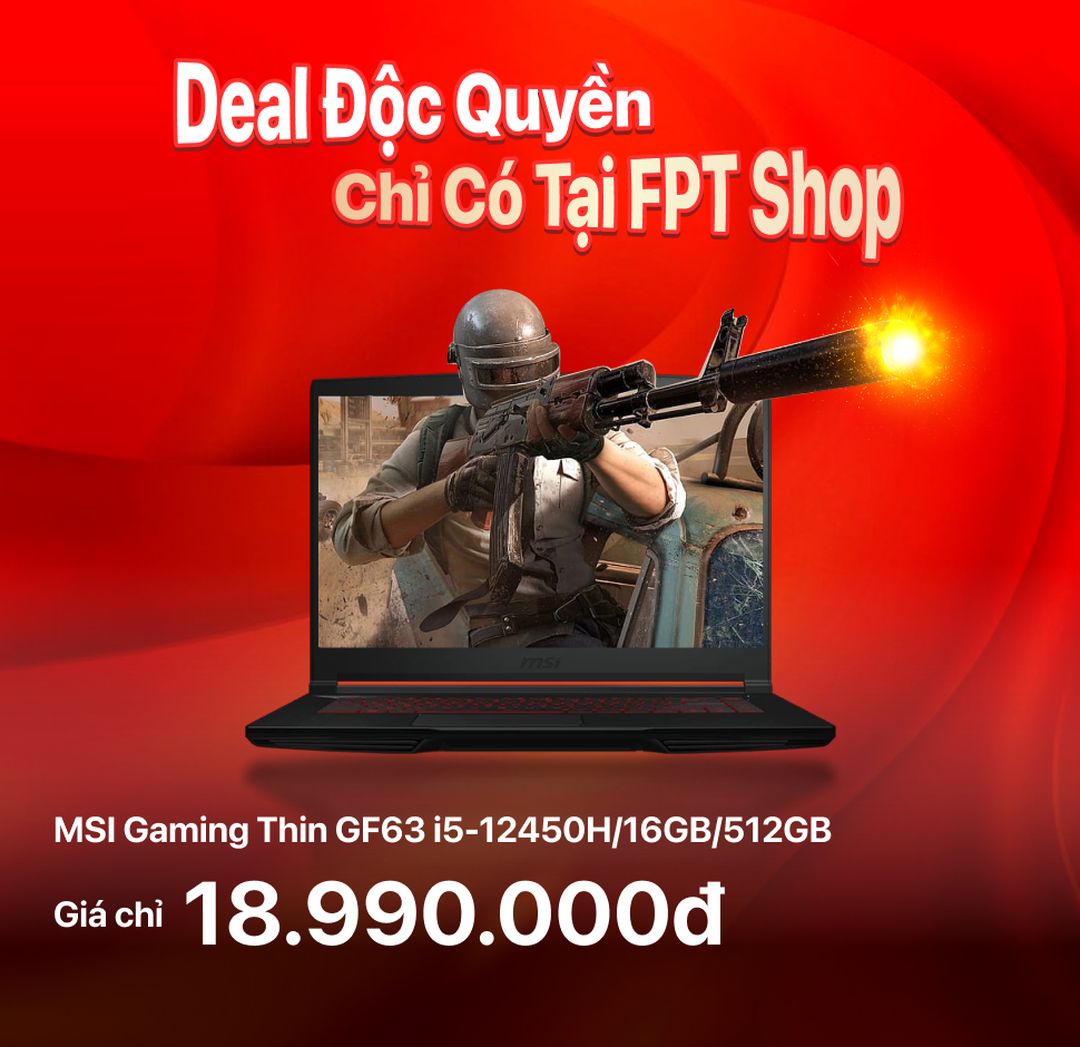 Deal Độc Quyền
Chỉ Có Tại FPT Shop
msi
MSI Gaming Thin GF63 i5-12450H/16GB/512GB
Giá chỉ 18.990.000đ